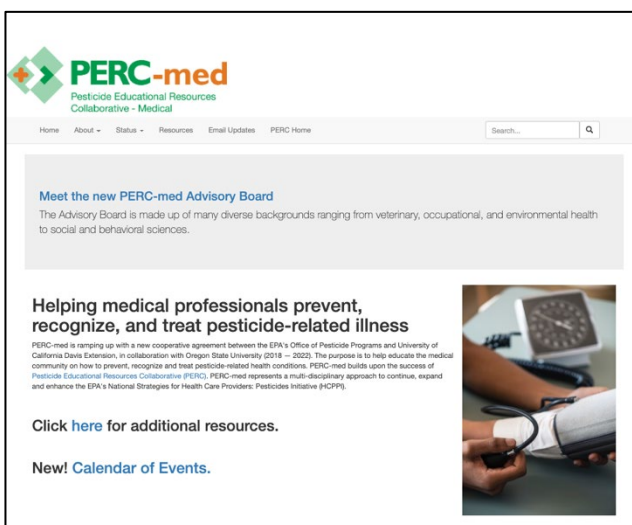 PERC-med
Pesticide Educational Resources
Collaborative - Medical
Home About Status Resources Email Updates PERC Home Search...
Meet the new PERC-med Advisory Board
The Advisory Board is made up of many diverse backgrounds ranging from veterinary, occupational, and environmental health
to social and behavioral sciences.
Helping medical professionals prevent,
recognize, and treat pesticide-related illness
PERC-med is ramping up with a new cooperative agreement between the EPA's Office of Pesticide Programs and University of
California Davis Extension, in collaboration with Oregon State University (2018 — 2022). The purpose is to help educate the medical
community on how to prevent, recognize and treat pesticide-related health conditions. PERC-med builds upon the success of
Pesticide Educational Resources Collaborative (PERC). PERC-med represents a multi-disciplinary approach to continue, expand
and enhance the EPA's National Strategies for Health Care Providers: Pesticides Initiative (HCPPI).
Click here for additional resources.
New! Calendar of Events.